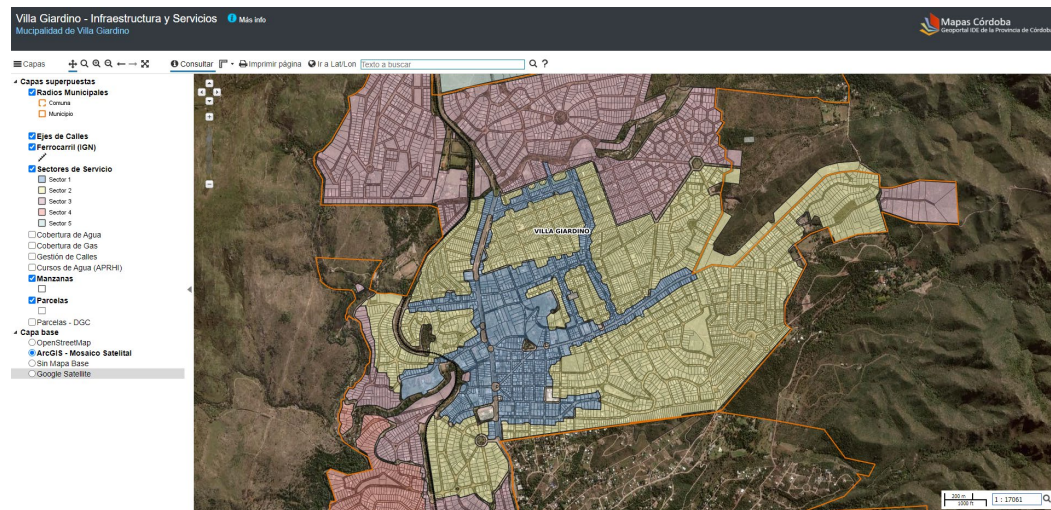 Villa Giardino - Infraestructura y Servicios
Más info
Mucipalidad de Villa Giardino
Mapas Córdoba
Geoportal IDE de la Provincia de Córdoba
Capas
Consultar
Imprimir página
Ir a Lat/Lon
Texto a buscar
?
Capas superpuestas
Radios Municipales
Comuna
Municipio
Ejes de Calles
Ferrocarril (IGN)
Sectores de Servicio
Sector 1
Sector 2
Sector 3
Sector 4
Sector 5
Cobertura de Agua
Cobertura de Gas
Gestión de Calles
Cursos de Agua (APRHI)
Manzanas
Parcelas
Parcelas - DGC
Capa base
OpenStreetMap
ArcGIS - Mosaico Satelital
Sin Mapa Base
Google Satellite
VILLA GIARDINO
200 m
1000 ft
1 : 17061